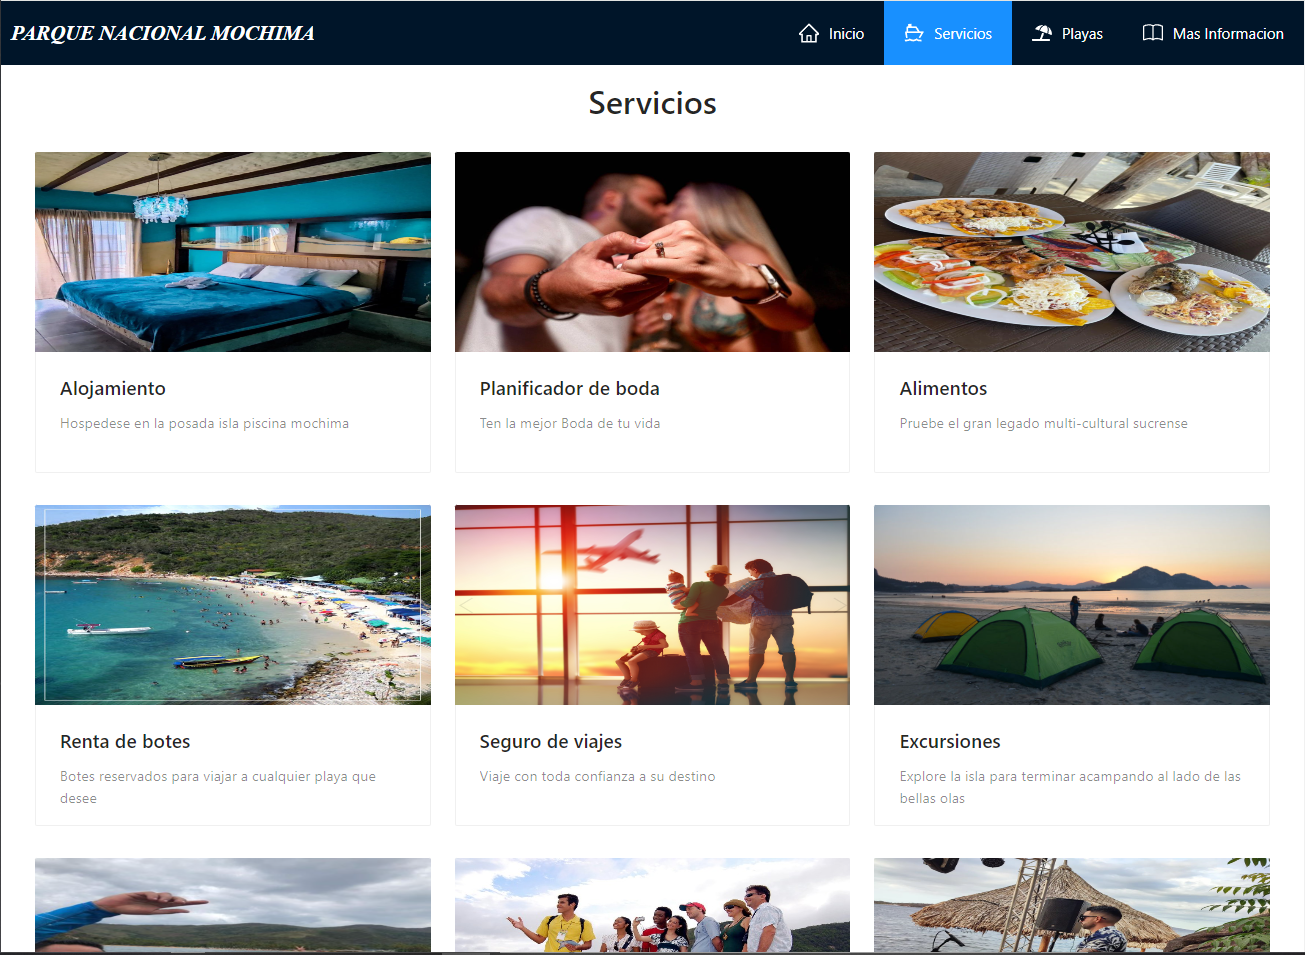 PARQUE NACIONAL MOCHIMA
Inicio
Servicios
Playas
Mas Informacion
Servicios
Alojamiento
Hospedese en la posada isla piscina mochima
Planificador de boda
Ten la mejor Boda de tu vida
Alimentos
Pruebe el gran legado multi-cultural sucrense
Renta de botes
Botes reservados para viajar a cualquier playa que
desee
Seguro de viajes
Viaje con toda confianza a su destino
Excursiones
Explore la isla para terminar acampando al lado de las
bellas olas